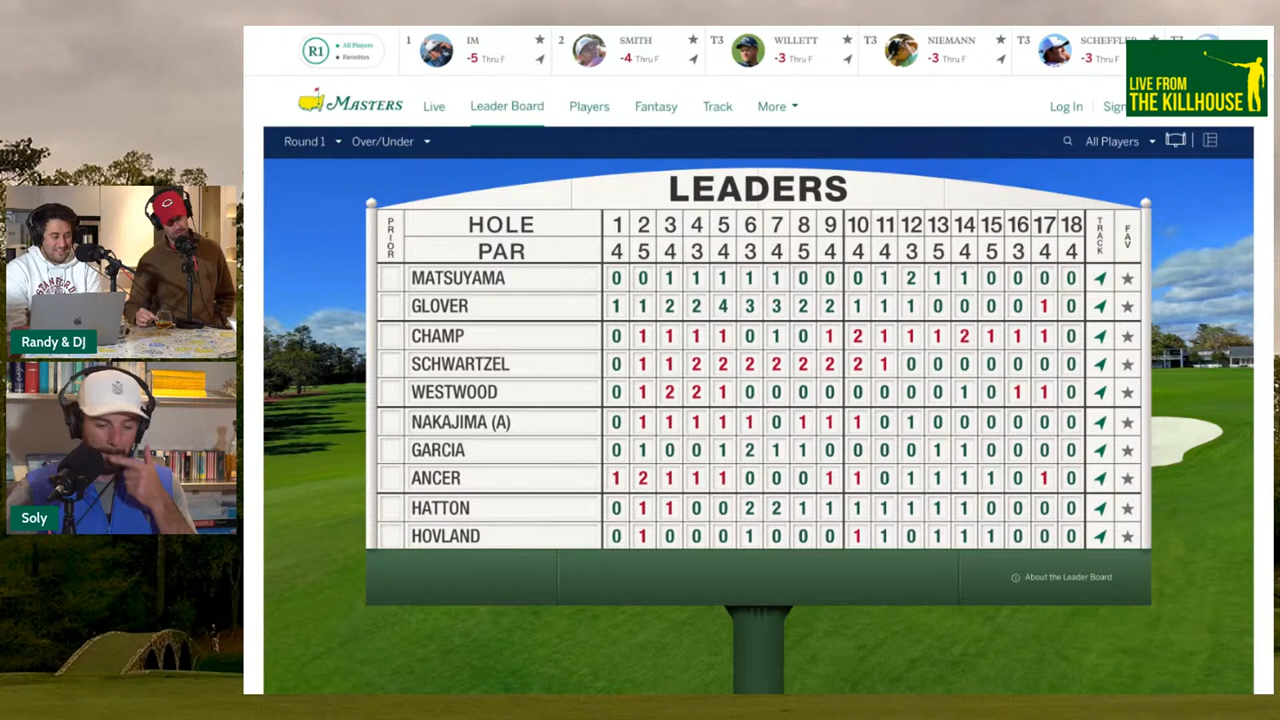 R1
All Players
Favorites
1 IM -5 Thru F
2 SMITH -4 Thru F
T3 WILLETT -3 Thru F
T3 NIEMANN -3 Thru F
T3 SCHEFFLER -3 Thru F
LIVE FROM
THE KILLHOUSE
MASTERS Live Leader Board Players Fantasy Track More Log In Sign
Round 1 Over/Under All Players
LEADERS
PRIOR HOLE 1 2 3 4 5 6 7 8 9 10 11 12 13 14 15 16 17 18 TRACK FAV
PAR 4 5 4 3 4 3 4 5 4 4 4 3 5 4 5 3 4 4
MATSUYAMA 0 0 1 1 1 1 1 0 0 0 1 2 1 1 0 0 0 0
GLOVER 1 1 2 2 4 3 3 2 2 1 1 1 0 0 0 0 1 0
CHAMP 0 1 1 1 1 0 1 0 1 2 1 1 1 2 1 1 1 0
SCHWARTZEL 0 1 1 2 2 2 2 2 2 2 1 0 0 0 0 0 0 0
WESTWOOD 0 1 2 2 1 0 0 0 0 0 0 0 0 1 0 1 1 0
NAKAJIMA (A) 0 1 1 1 1 1 0 1 1 1 0 1 0 0 0 0 0 0
GARCIA 0 1 0 0 1 2 1 1 0 0 0 0 1 1 0 0 0 0
ANCER 1 2 1 1 1 0 0 0 1 1 0 1 1 1 1 0 1 0
HATTON 0 1 1 0 0 2 2 1 1 1 1 1 1 1 0 0 0 0
HOVLAND 0 1 0 0 0 1 0 0 0 1 1 0 1 1 1 0 0 0
About the Leader Board
Randy & DJ
Soly